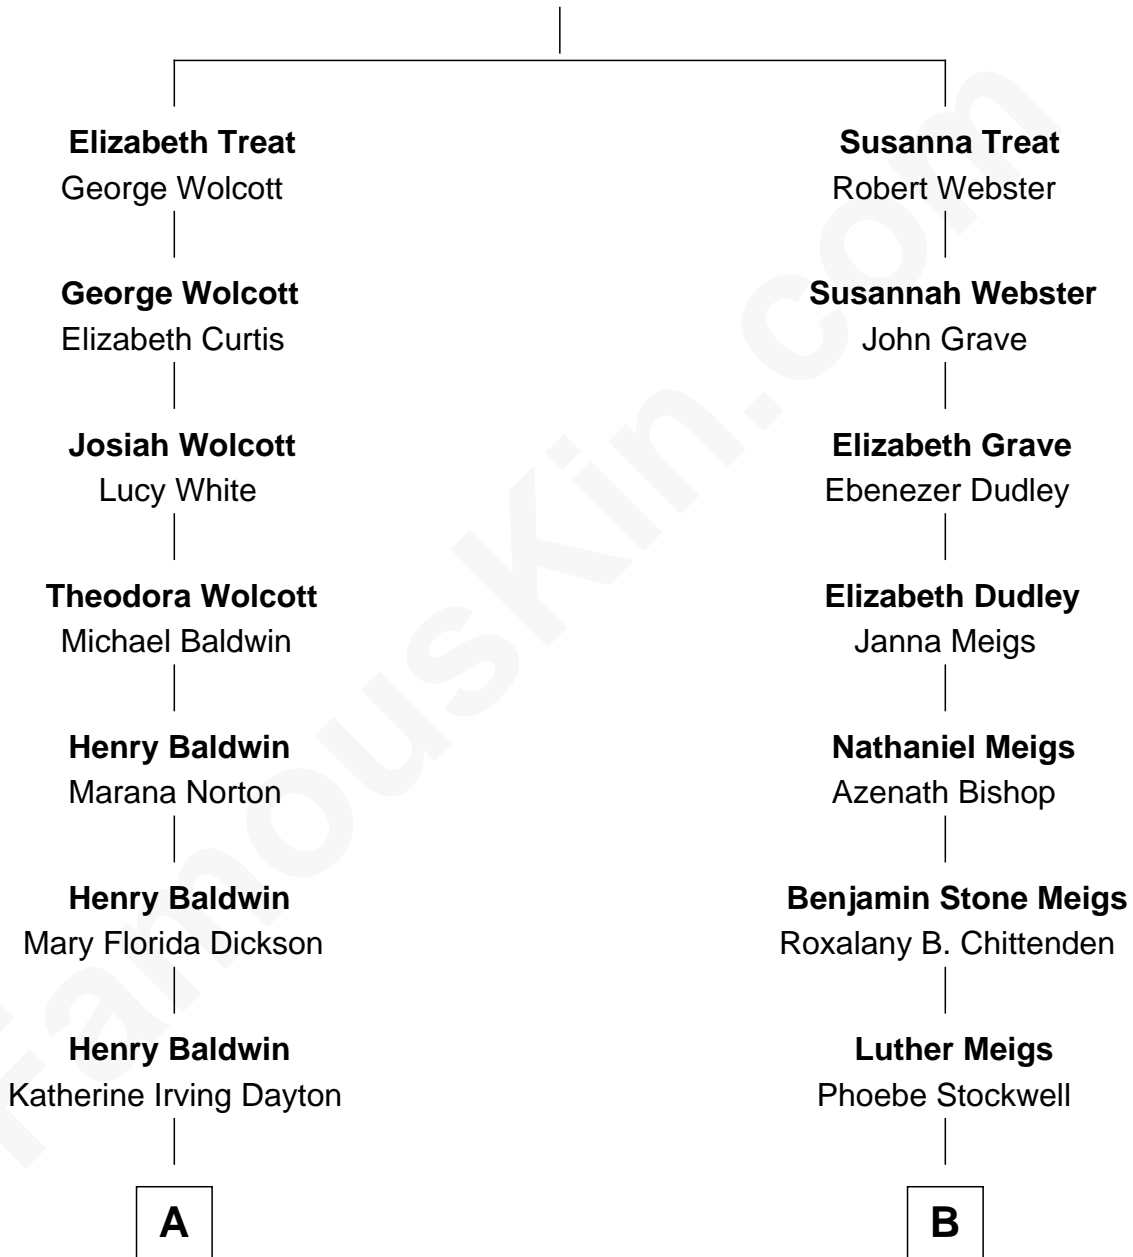 Elizabeth Treat
George Wolcott
George Wolcott
Elizabeth Curtis
Josiah Wolcott
Lucy White
Theodora Wolcott
Michael Baldwin
Henry Baldwin
Marana Norton
Henry Baldwin
Mary Florida Dickson
Henry Baldwin
Katherine Irving Dayton
A
Susanna Treat
Robert Webster
Susannah Webster
John Grave
Elizabeth Grave
Ebenezer Dudley
Elizabeth Dudley
Janna Meigs
Nathaniel Meigs
Azenath Bishop
Benjamin Stone Meigs
Roxalany B. Chittenden
Luther Meigs
Phoebe Stockwell
B
FamousKin.com